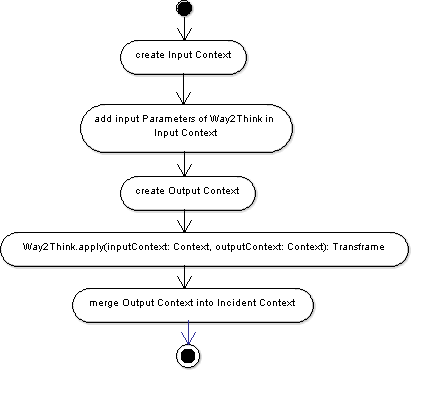 create Input Context
add input Parameters of Way2Think in
Input Context
create Output Context
Way2Think.apply(inputContext: Context, outputContext: Context): Transframe
merge Output Context into Incident Context